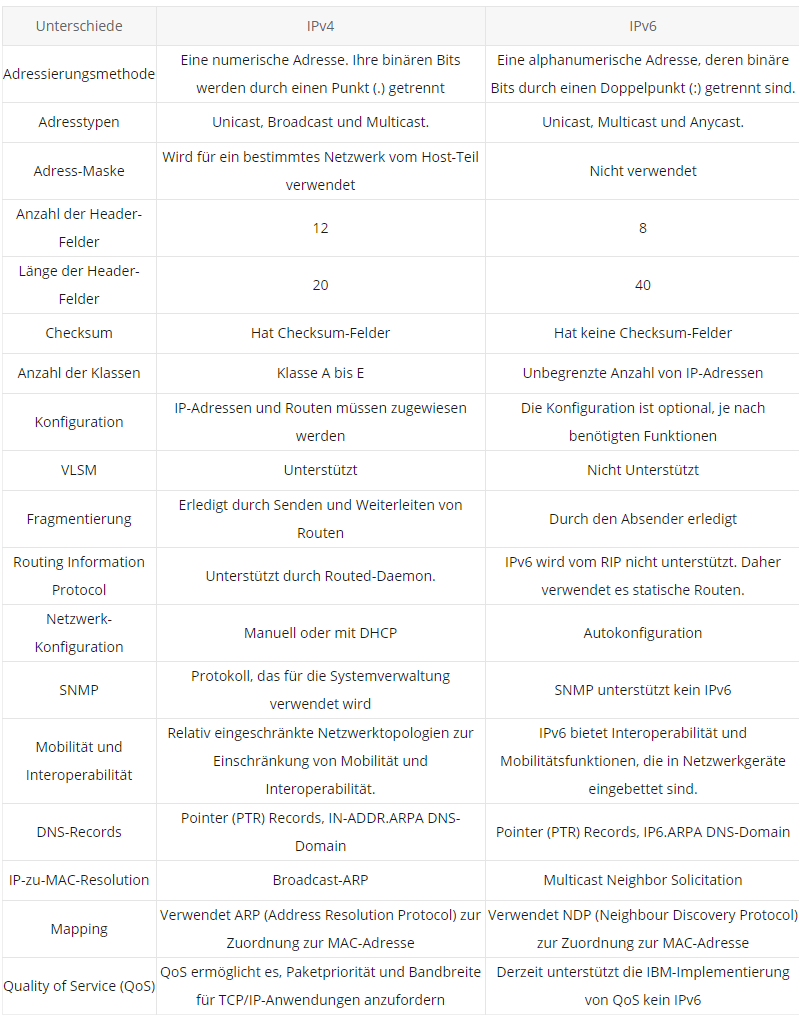 Unterschiede IPv4 IPv6
Adressierungsmethode
Eine numerische Adresse. Ihre binären Bits
werden durch einen Punkt (.) getrennt
Eine alphanumerische Adresse, deren binäre
Bits durch einen Doppelpunkt (:) getrennt sind.
Adresstypen
Unicast, Broadcast und Multicast.
Unicast, Multicast und Anycast.
Adress-Maske
Wird für ein bestimmtes Netzwerk vom Host-Teil
verwendet
Nicht verwendet
Anzahl der Header-
Felder
12
8
Länge der Header-
Felder
20
40
Checksum
Hat Checksum-Felder
Hat keine Checksum-Felder
Anzahl der Klassen
Klasse A bis E
Unbegrenzte Anzahl von IP-Adressen
Konfiguration
IP-Adressen und Routen müssen zugewiesen
werden
Die Konfiguration ist optional, je nach
benötigten Funktionen
VLSM
Unterstützt
Nicht Unterstützt
Fragmentierung
Erledigt durch Senden und Weiterleiten von
Routen
Durch den Absender erledigt
Routing Information
Protocol
Unterstützt durch Routed-Daemon.
IPv6 wird vom RIP nicht unterstützt. Daher
verwendet es statische Routen.
Netzwerk-
Konfiguration
Manuell oder mit DHCP
Autokonfiguration
SNMP
Protokoll, das für die Systemverwaltung
verwendet wird
SNMP unterstützt kein IPv6
Mobilität und
Interoperabilität
Relativ eingeschränkte Netzwerktopologien zur
Einschränkung von Mobilität und
Interoperabilität.
IPv6 bietet Interoperabilität und
Mobilitätsfunktionen, die in Netzwerkgeräte
eingebettet sind.
DNS-Records
Pointer (PTR) Records, IN-ADDR.ARPA DNS-
Domain
Pointer (PTR) Records, IP6.ARPA DNS-Domain
IP-zu-MAC-Resolution
Broadcast-ARP
Multicast Neighbor Solicitation
Mapping
Verwendet ARP (Address Resolution Protocol) zur
Zuordnung zur MAC-Adresse
Verwendet NDP (Neighbour Discovery Protocol)
zur Zuordnung zur MAC-Adresse
Quality of Service (QoS)
QoS ermöglicht es, Paketpriorität und Bandbreite
für TCP/IP-Anwendungen anzufordern
Derzeit unterstützt die IBM-Implementierung
von QoS kein IPv6